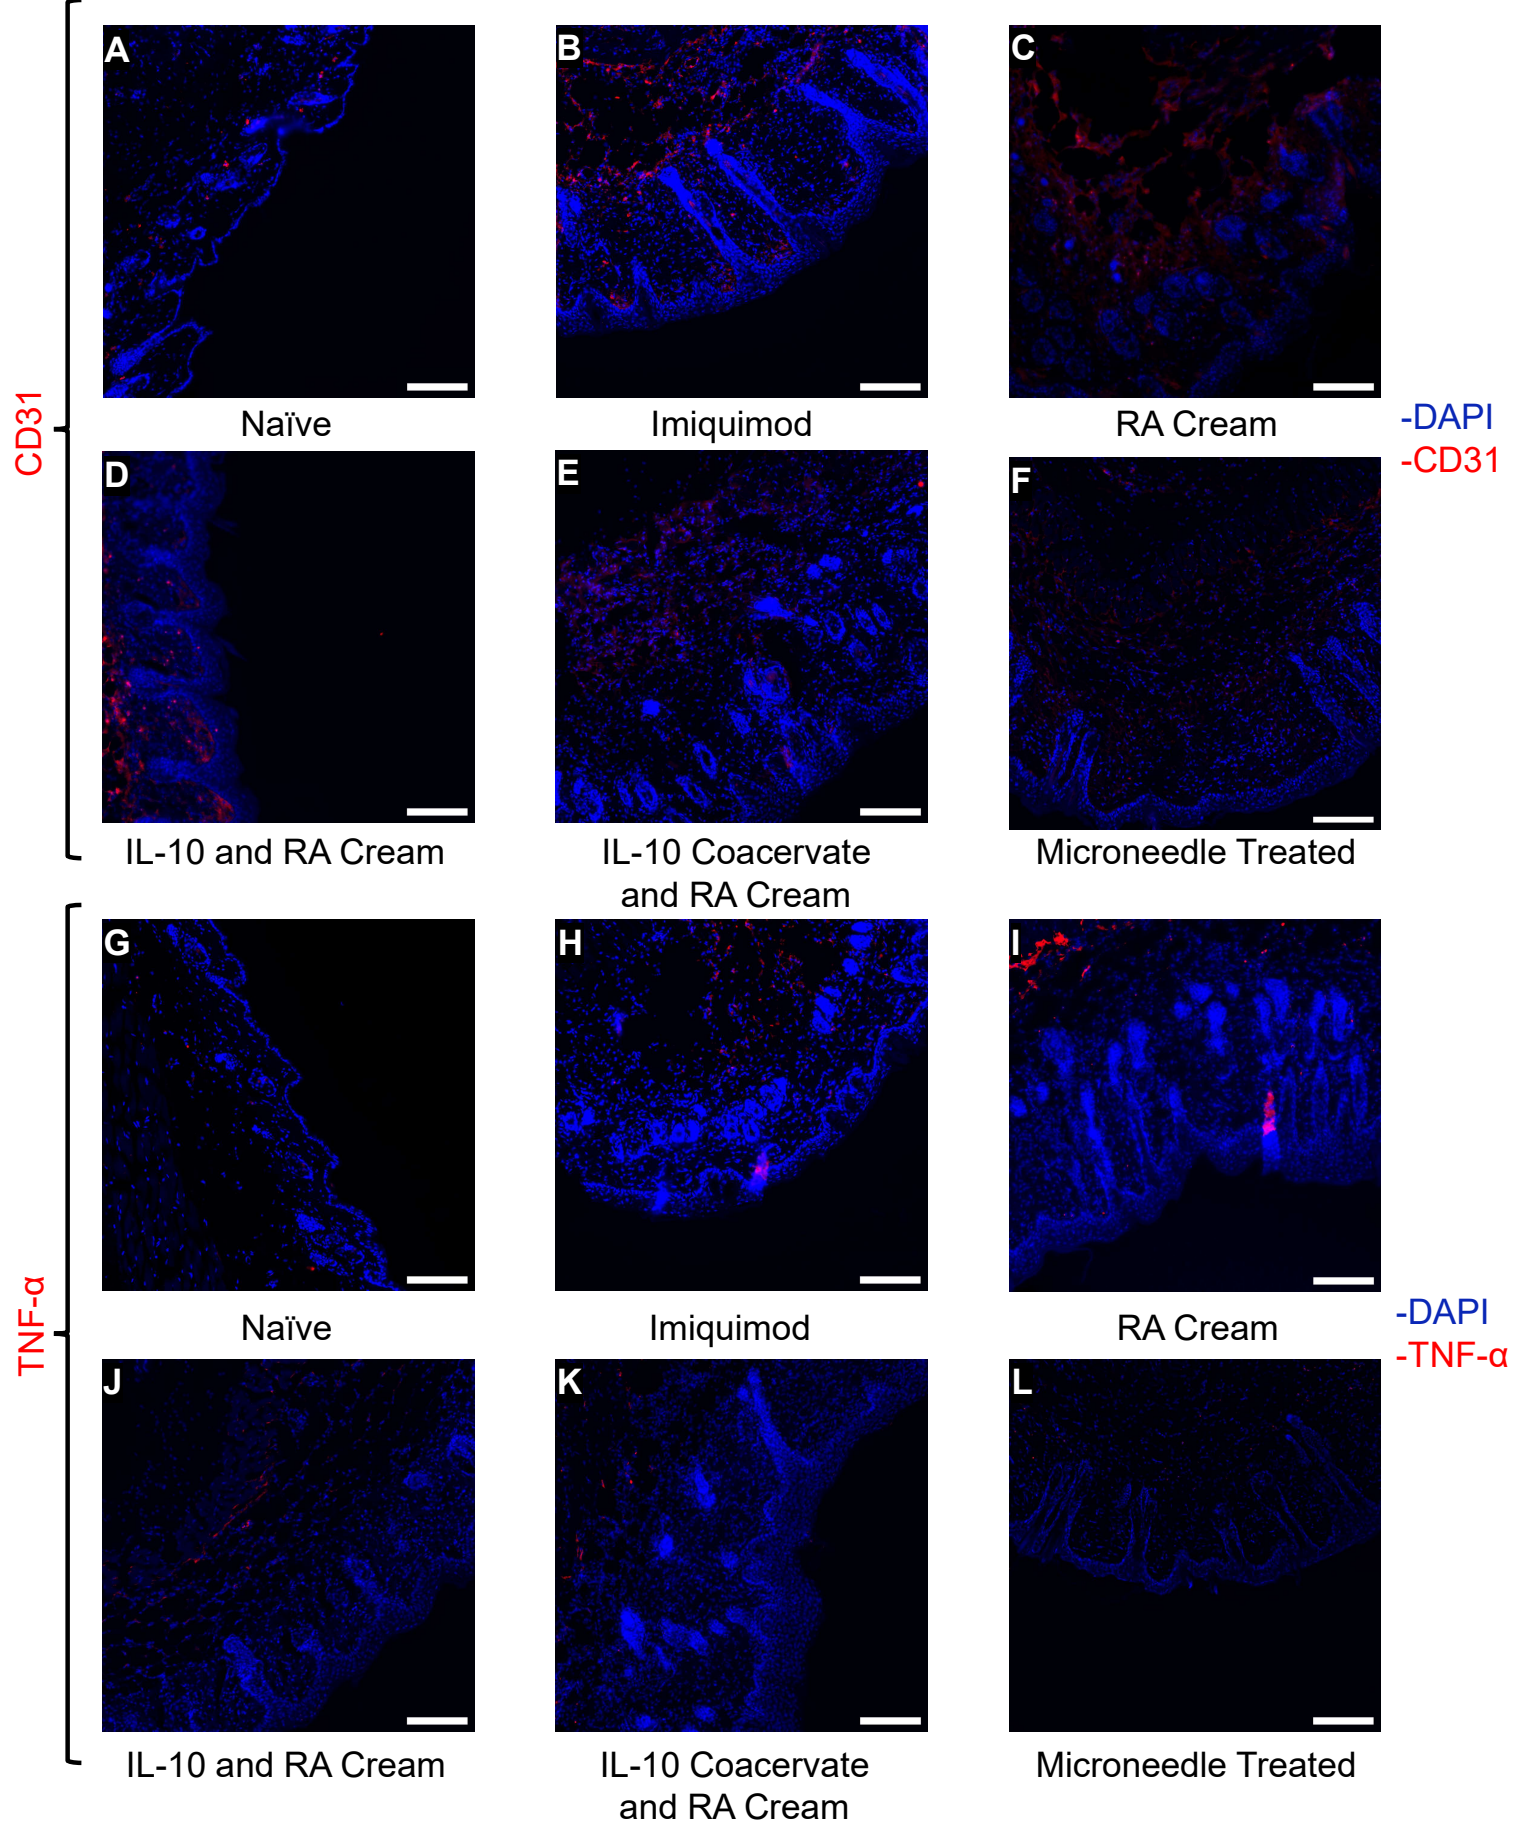 A
B
C
Naïve
Imiquimod
RA Cream
CD31
-DAPI
-CD31
D
E
F
IL-10 and RA Cream
IL-10 Coacervate
and RA Cream
Microneedle Treated
G
H
I
Naïve
Imiquimod
RA Cream
TNF-α
-DAPI
-TNF-α
J
K
L
IL-10 and RA Cream
IL-10 Coacervate
and RA Cream
Microneedle Treated